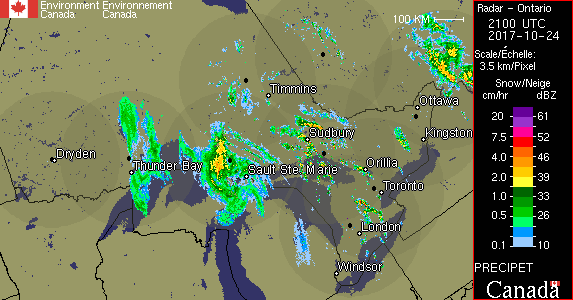 Environment Environnement
Canada Canada
100 KM
Timmins
Ottawa
Sudbury
Kingston
Dryden
Thunder Bay
Sault Ste. Marie
Orillia
Toronto
London
Windsor
Radar - Ontario
2100 UTC
2017-10-24
Scale/Échelle:
3.5 km/Pixel
Snow/Neige
cm/hr dBZ
20 61
7.5 52
4.0 46
2.0 39
1.0 33
0.5 26
0.1 10
PRECIPET
Canada